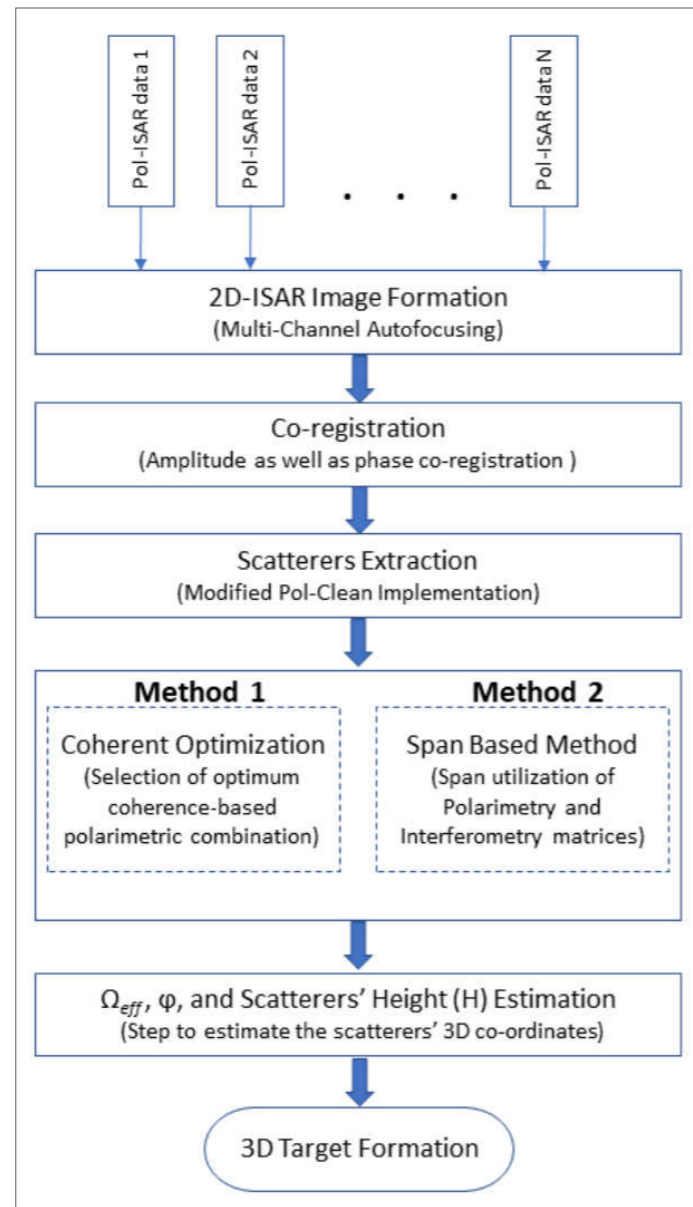 Pol-ISAR data 1
Pol-ISAR data 2
. . .
Pol-ISAR data N
2D-ISAR Image Formation
(Multi-Channel Autofocusing)
Co-registration
(Amplitude as well as phase co-registration )
Scatterers Extraction
(Modified Pol-Clean Implementation)
Method 1
Coherent Optimization
(Selection of optimum
coherence-based
polarimetric combination)
Method 2
Span Based Method
(Span utilization of
Polarimetry and
Interferometry matrices)
Ωeff, φ, and Scatterers’ Height (H) Estimation
(Step to estimate the scatterers’ 3D co-ordinates)
3D Target Formation